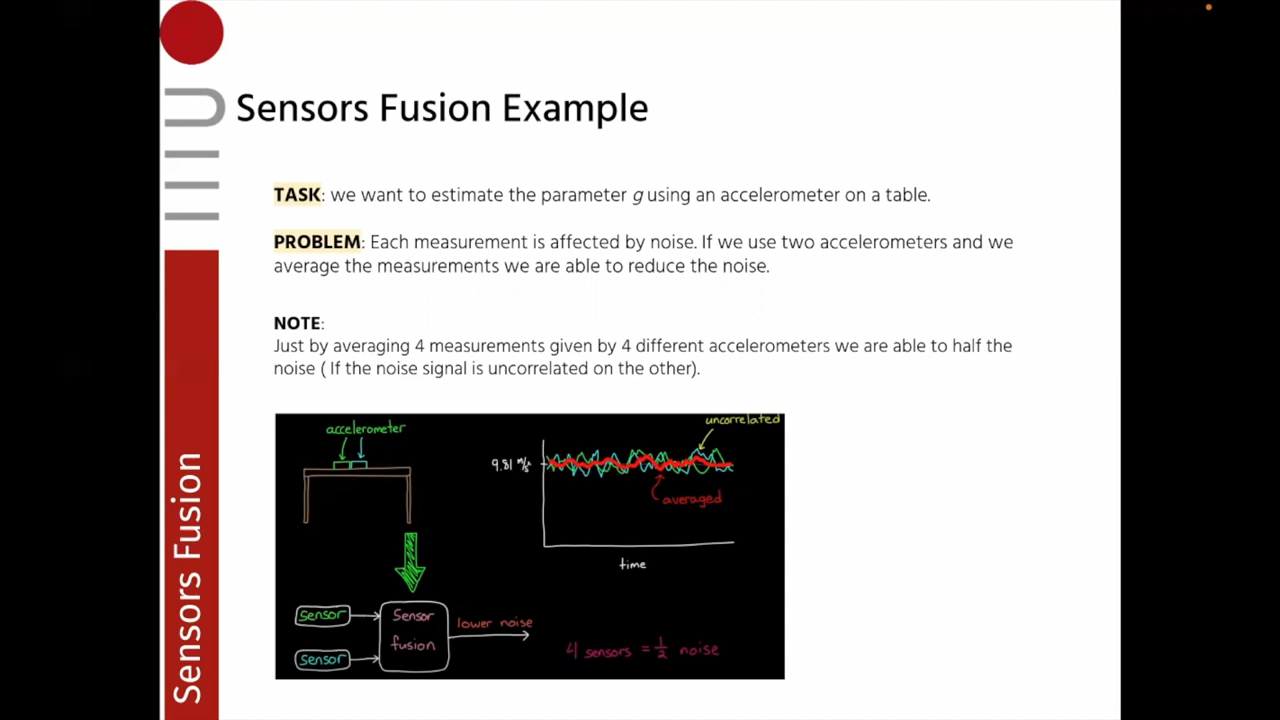 Sensors Fusion Example
TASK: we want to estimate the parameter g using an accelerometer on a table.
PROBLEM: Each measurement is affected by noise. If we use two accelerometers and we
average the measurements we are able to reduce the noise.
NOTE:
Just by averaging 4 measurements given by 4 different accelerometers we are able to half the
noise ( If the noise signal is uncorrelated on the other).
accelerometer
uncorrelated
9.81 m/s²
averaged
time
Sensor
Sensor
Sensor
fusion
lower noise
4 sensors = 1/2 noise
Sensors Fusion